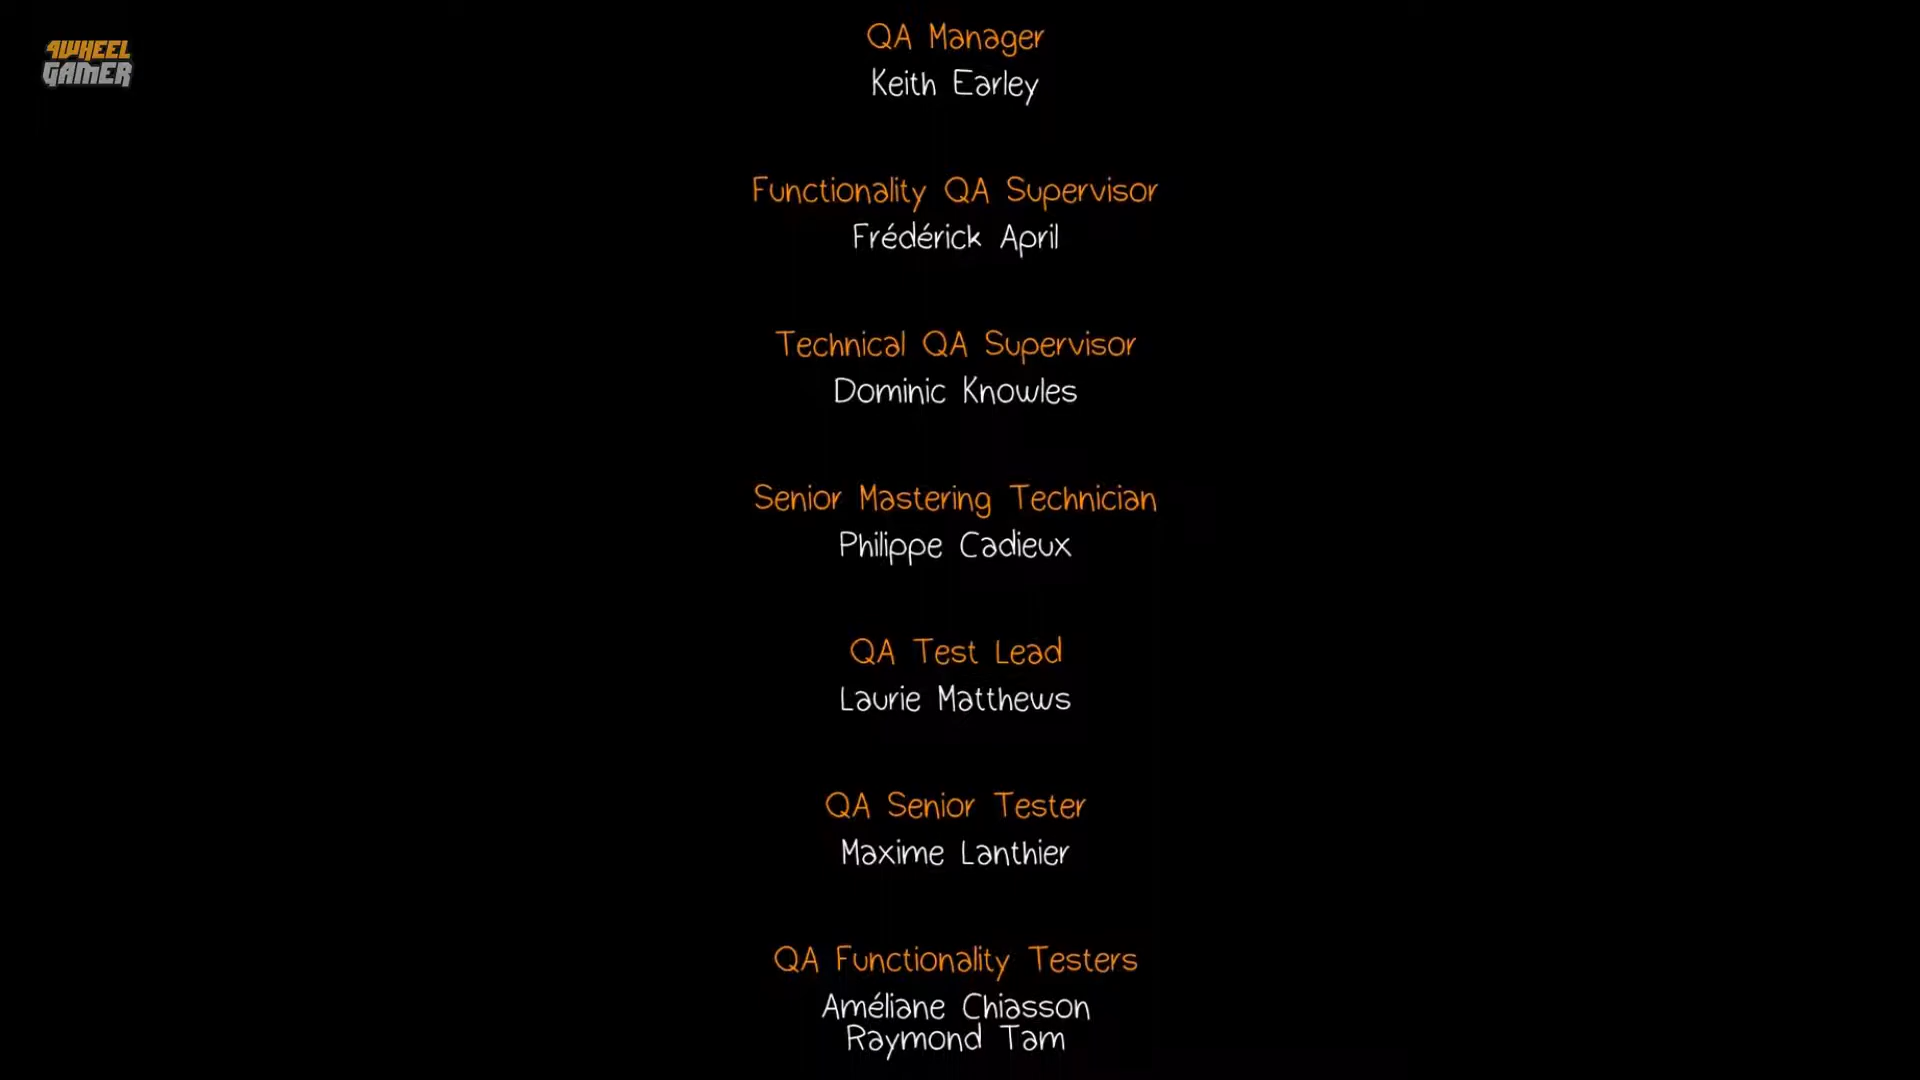 4WHEEL
GAMER
QA Manager
Keith Earley
Functionality QA Supervisor
Frédérick April
Technical QA Supervisor
Dominic Knowles
Senior Mastering Technician
Philippe Cadieux
QA Test Lead
Laurie Matthews
QA Senior Tester
Maxime Lanthier
QA Functionality Testers
Améliane Chiasson
Raymond Tam